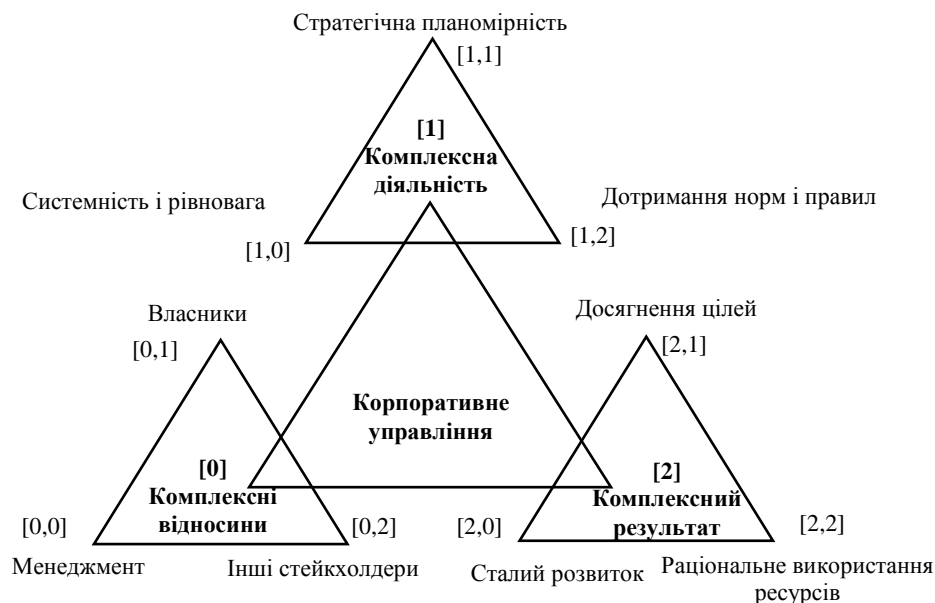 Стратегічна планомірність
[1,1]
[1]
Комплексна
діяльність
Системність і рівновага
Дотримання норм і правил
[1,0]
[1,2]
Власники
Досягнення цілей
[0,1]
[2,1]
Корпоративне
управління
[0]
Комплексні
відносини
[2]
Комплексний
результат
[0,0]
[0,2]
[2,0]
[2,2]
Менеджмент
Інші стейкхолдери
Сталий розвиток
Раціональне використання
ресурсів